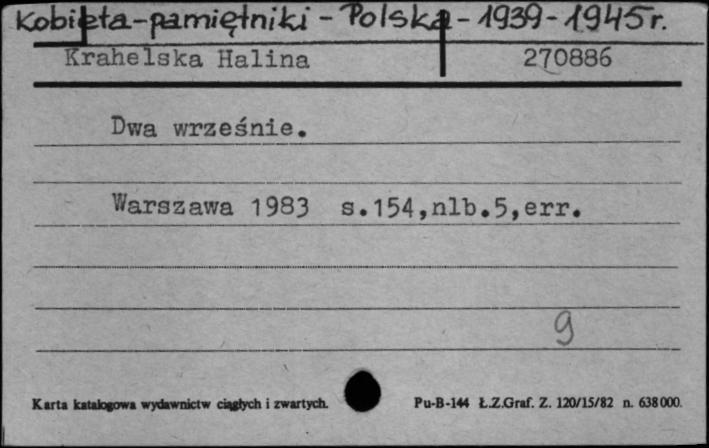 Kobieta-pamiętniki-Polska-1939-1945r.
Krahelska Halina 270886
Dwa wrześnie.
Warszawa 1983 s.154,nlb.5,err.
9
Karta katalogowa wydawnictw ciągłych i zwartych. Pu-B-144 Ł.Z.Graf. Z. 120/15/82 n. 638000.